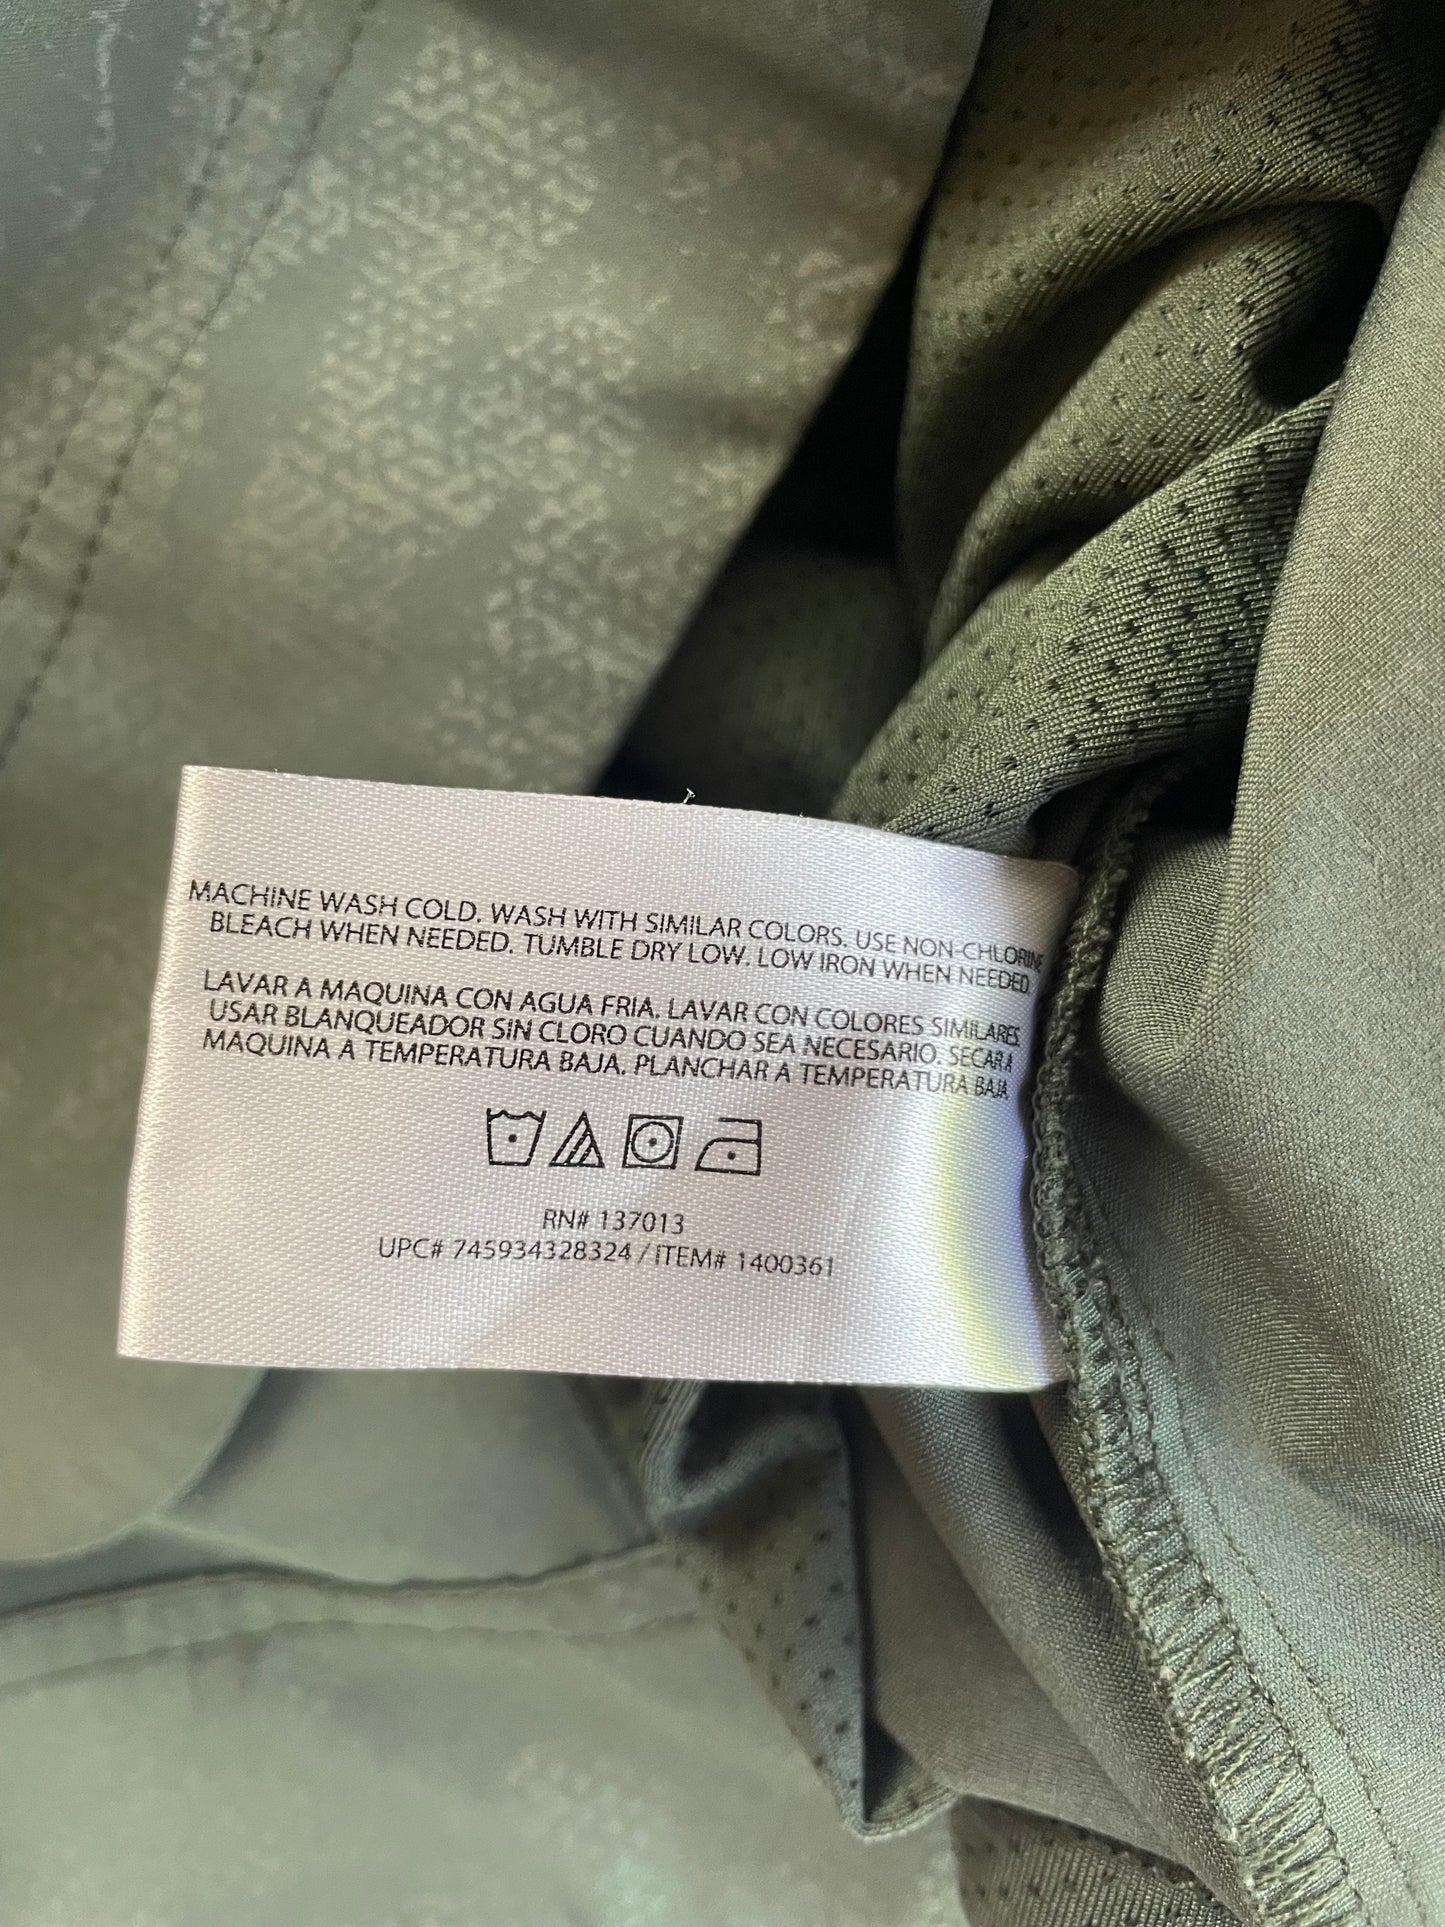 MACHINE WASH COLD. WASH WITH SIMILAR COLORS. USE NON-CHLORINE
BLEACH WHEN NEEDED. TUMBLE DRY LOW. LOW IRON WHEN NEEDED.
LAVAR A MAQUINA CON AGUA FRIA. LAVAR CON COLORES SIMILARES.
USAR BLANQUEADOR SIN CLORO CUANDO SEA NECESARIO. SECAR A
MAQUINA A TEMPERATURA BAJA. PLANCHAR A TEMPERATURA BAJA
RN# 137013
UPC# 745934328324 / ITEM# 1400361